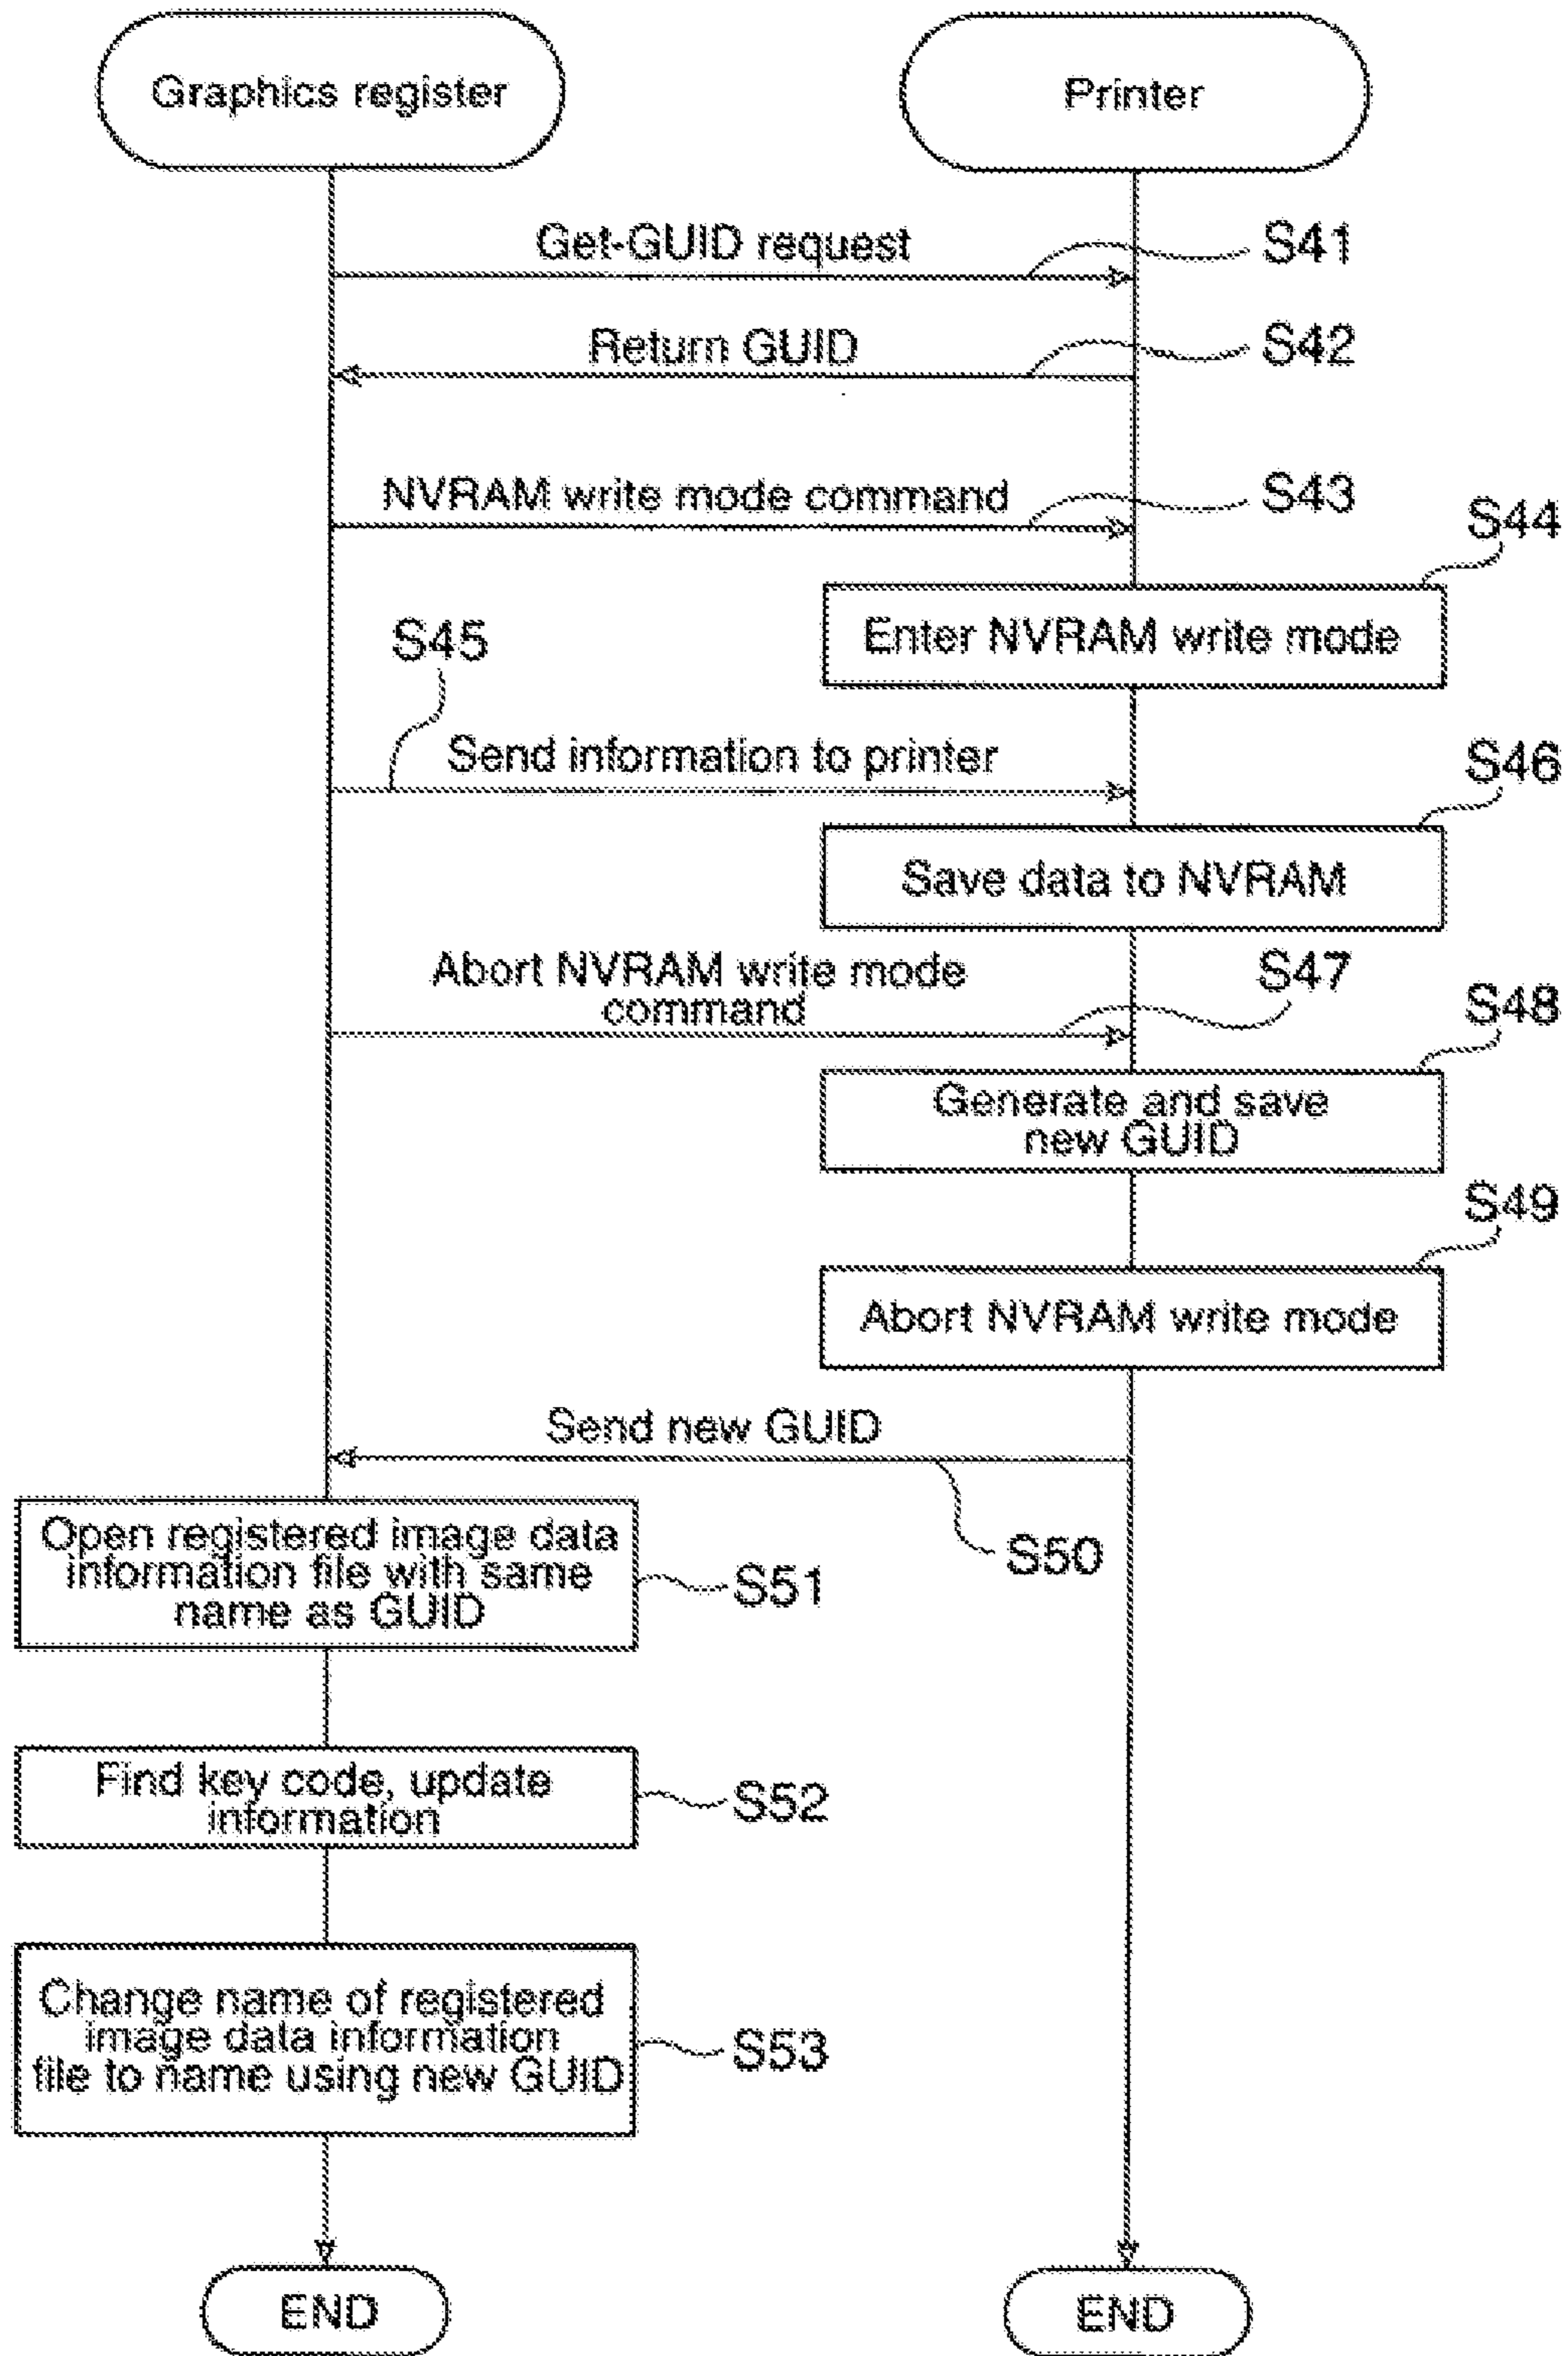 Graphics register
Printer
Get-GUID request
S41
Return GUID
S42
NVRAM write mode command
S43
S44
Enter NVRAM write mode
S45
Send information to printer
S46
Save data to NVRAM
Abort NVRAM write mode
command
S47
S48
Generate and save
new GUID
S49
Abort NVRAM write mode
Send new GUID
S50
Open registered image data
information file with same
name as GUID
S51
Find key code, update
information
S52
Change name of registered
image data information
file to name using new GUID
S53
END
END